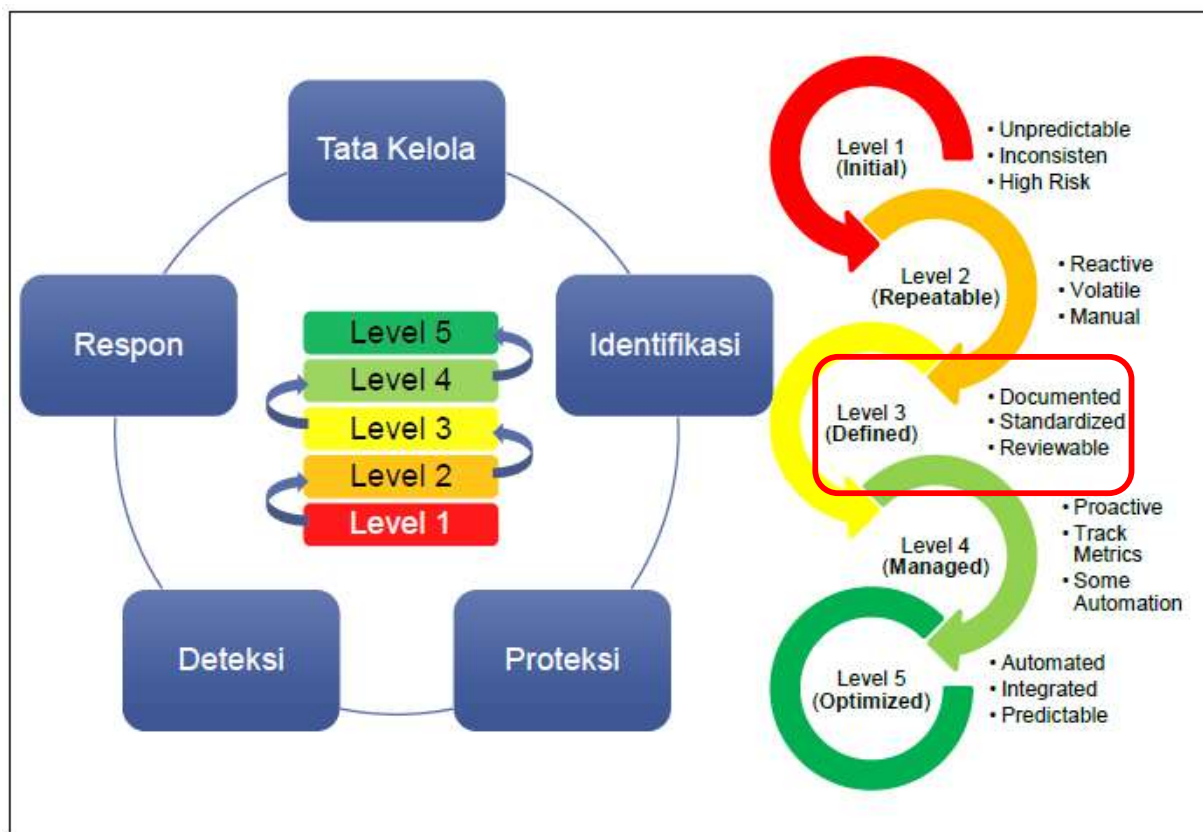 Tata Kelola
Respon
Identifikasi
Deteksi
Proteksi
Level 5
Level 4
Level 3
Level 2
Level 1
Level 1
(Initial)
• Unpredictable
• Inconsisten
• High Risk
Level 2
(Repeatable)
• Reactive
• Volatile
• Manual
Level 3
(Defined)
• Documented
• Standardized
• Reviewable
Level 4
(Managed)
• Proactive
• Track
Metrics
• Some
Automation
Level 5
(Optimized)
• Automated
• Integrated
• Predictable